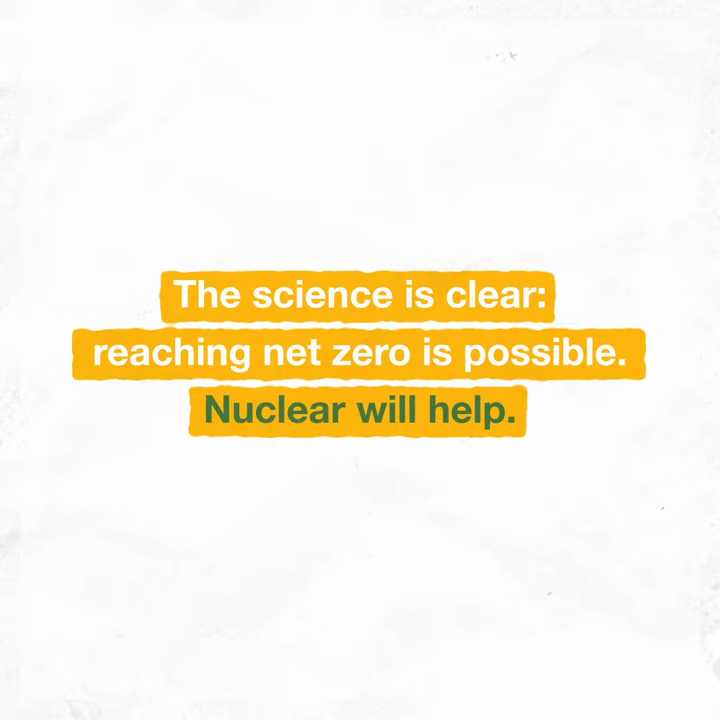 The science is clear:
reaching net zero is possible.
Nuclear will help.